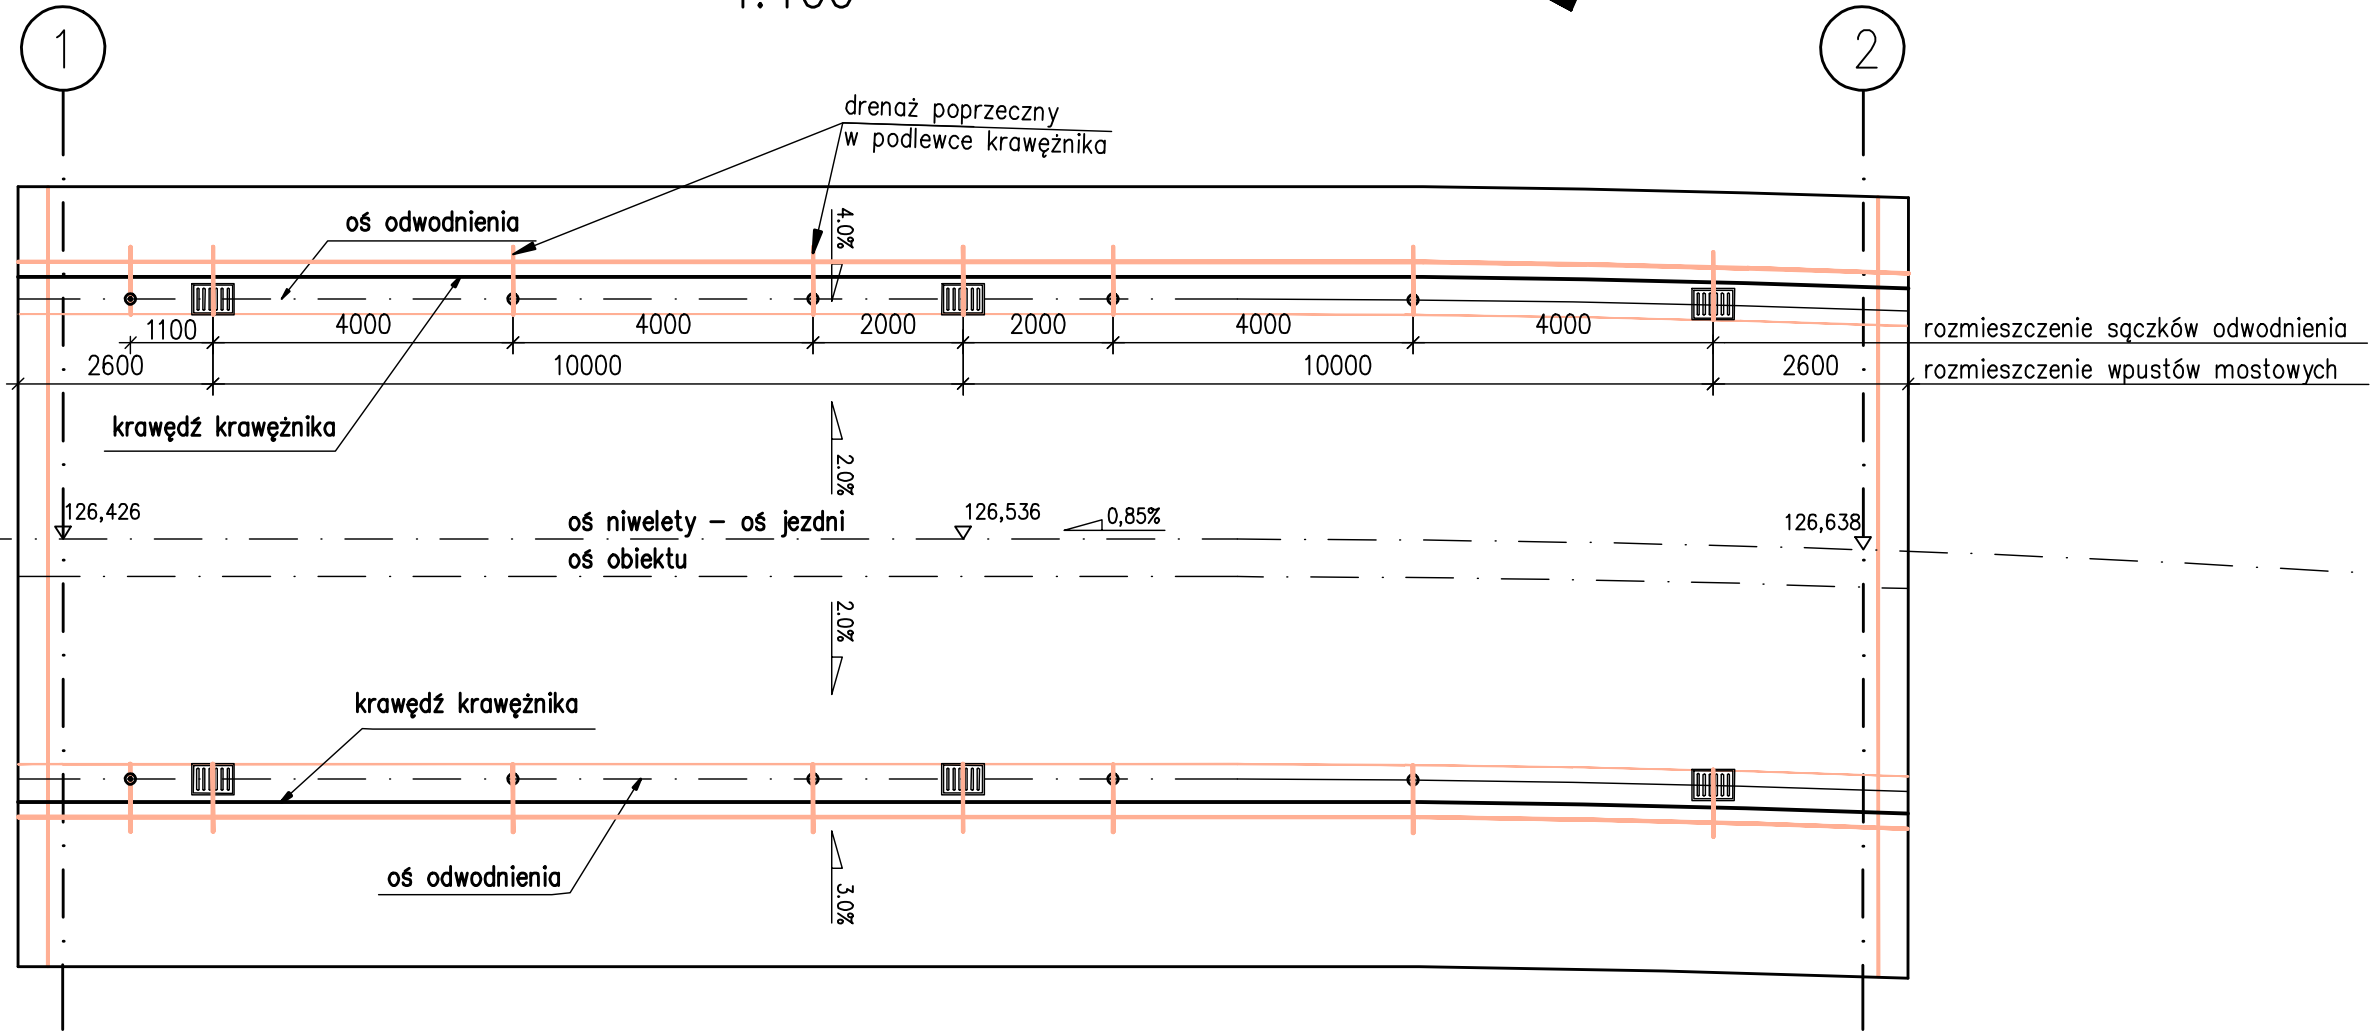 1:100
1
2
drenaż poprzeczny
w podlewce krawężnika
oś odwodnienia
4.0%
1100
4000
4000
2000
2000
4000
4000
rozmieszczenie sączków odwodnienia
2600
10000
10000
2600
rozmieszczenie wpustów mostowych
krawędź krawężnika
2.0%
126,426
oś niwelety – oś jezdni
126,536
0,85%
126,638
oś obiektu
2.0%
krawędź krawężnika
oś odwodnienia
3.0%